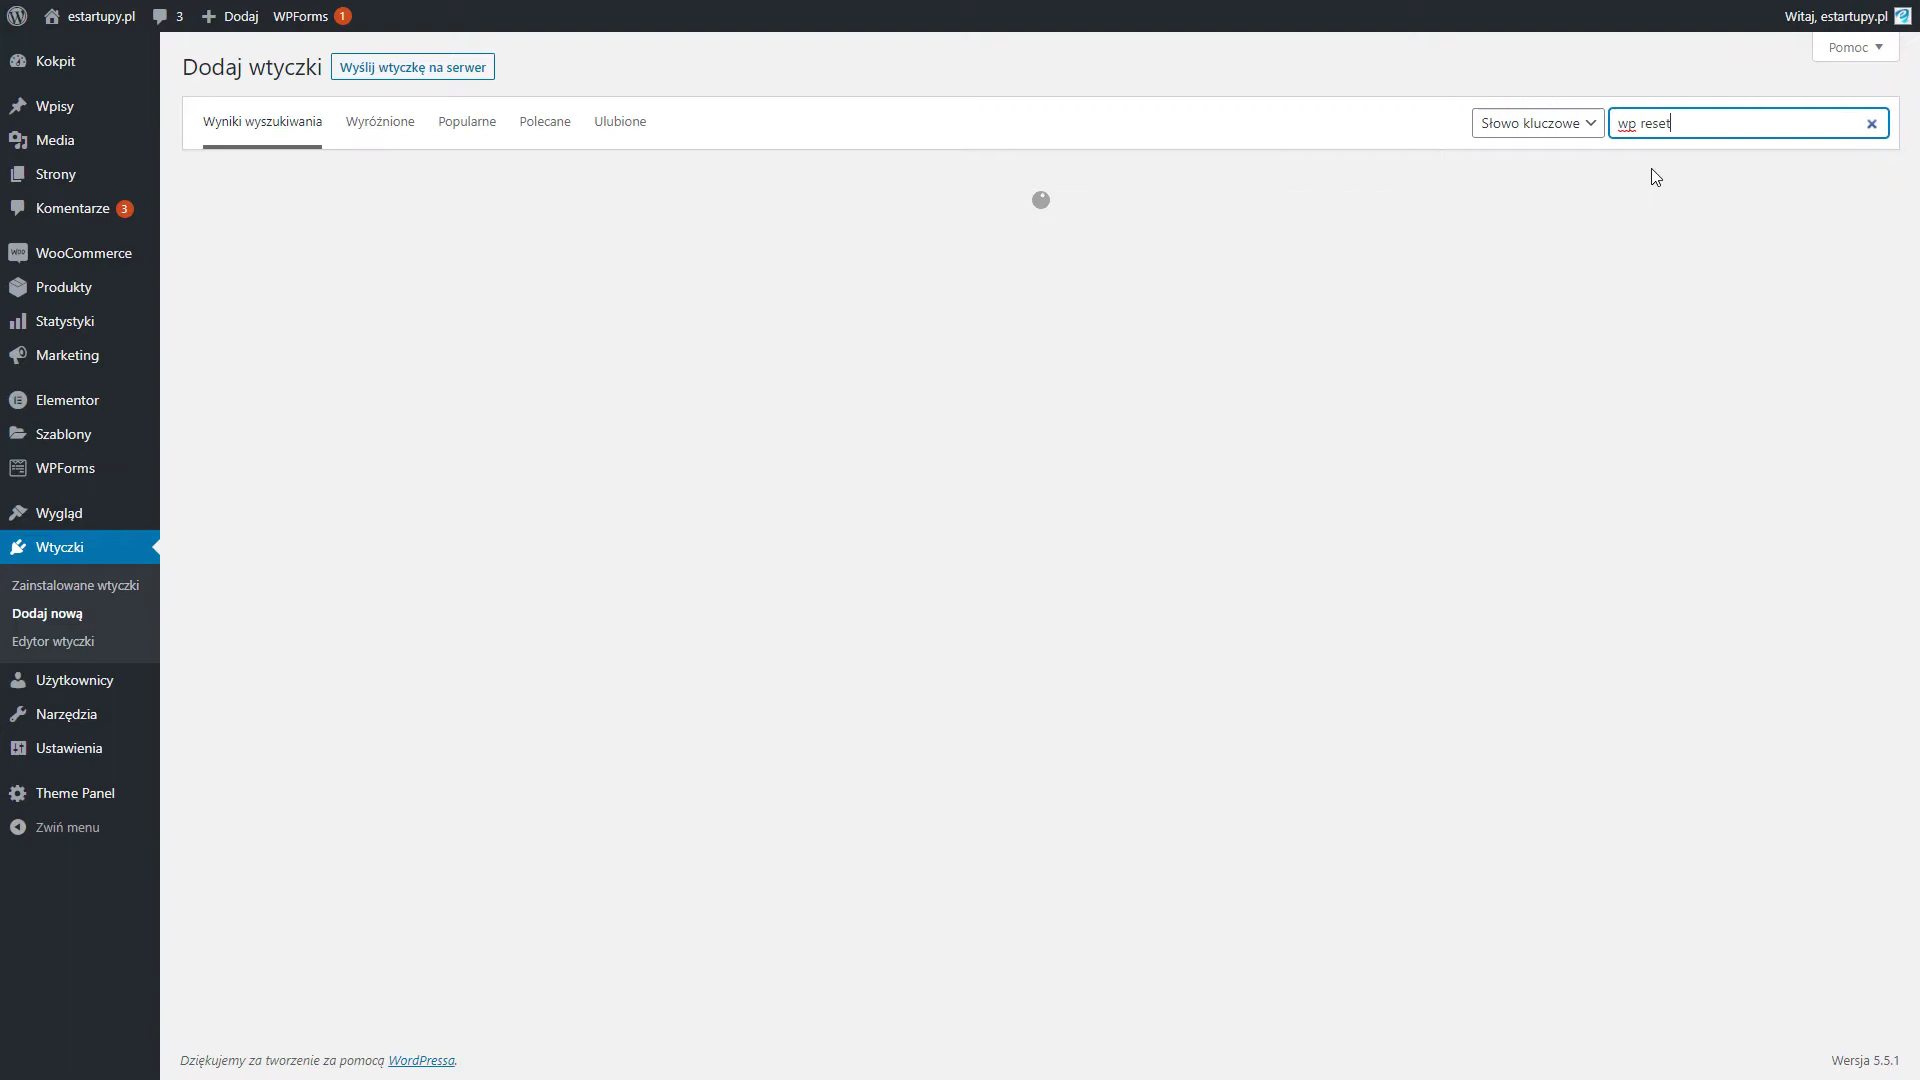 estartupy.pl
3
Dodaj
WPForms
1
Witaj, estartupy.pl
Kokpit
Wpisy
Media
Strony
Komentarze
3
WooCommerce
Produkty
Statystyki
Marketing
Elementor
Szablony
WPForms
Wygląd
Wtyczki
Zainstalowane wtyczki
Dodaj nową
Edytor wtyczki
Użytkownicy
Narzędzia
Ustawienia
Theme Panel
Zwiń menu
Pomoc
Dodaj wtyczki
Wyślij wtyczkę na serwer
Wyniki wyszukiwania
Wyróżnione
Popularne
Polecane
Ulubione
Słowo kluczowe
wp reset
Dziękujemy za tworzenie za pomocą WordPressa.
Wersja 5.5.1